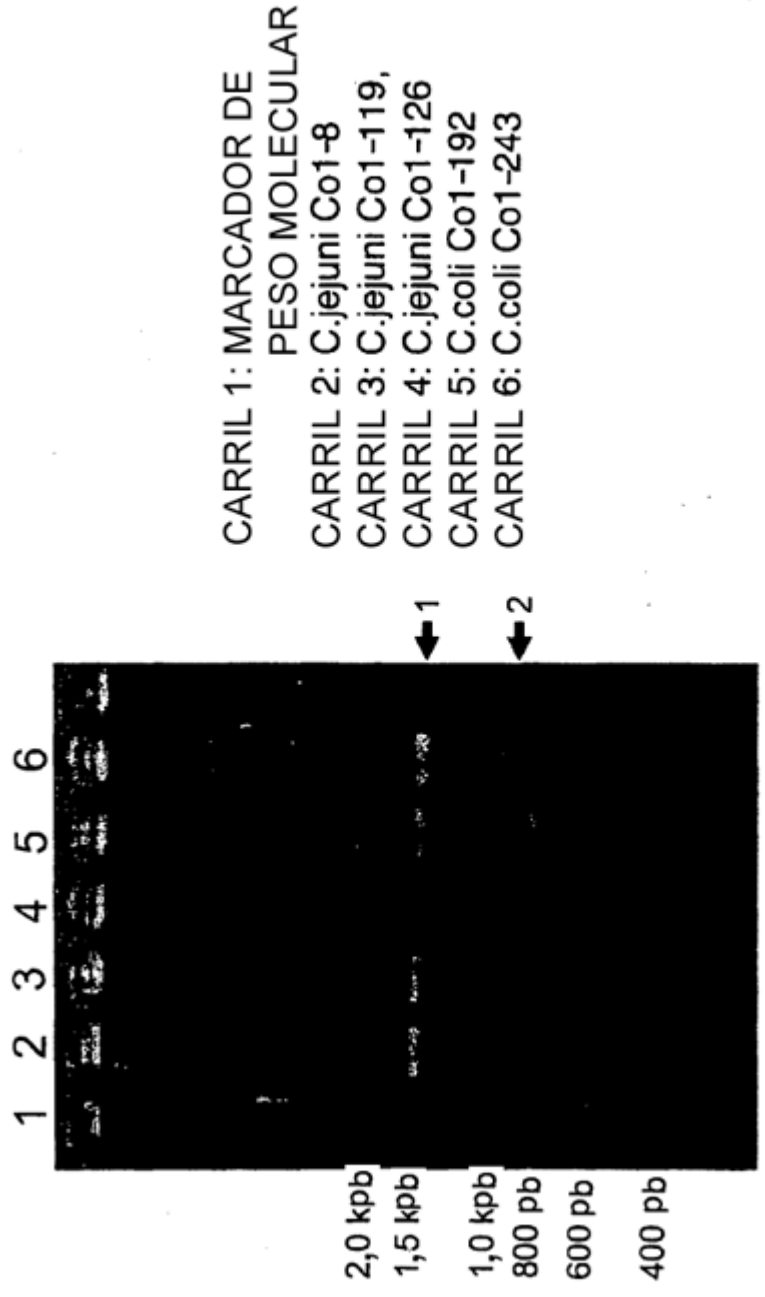 1 2 3 4 5 6
2,0 kpb
1,5 kpb
1,0 kpb
800 pb
600 pb
400 pb
1
2
CARRIL 1: MARCADOR DE
PESO MOLECULAR
CARRIL 2: C.jejuni Co1-8
CARRIL 3: C.jejuni Co1-119,
CARRIL 4: C.jejuni Co1-126
CARRIL 5: C.coli Co1-192
CARRIL 6: C.coli Co1-243